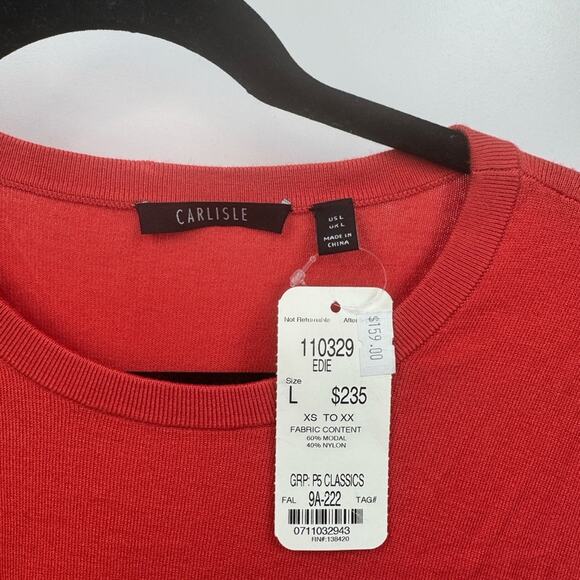 CARLISLE
US L
UK L
MADE IN
CHINA
Not Returnable After
$159.00
110329
EDIE
Size
L $235
XS TO XX
FABRIC CONTENT
60% MODAL
40% NYLON
GRP: P5 CLASSICS
FAL 9A-222 TAG#
0711032943
RN#:138420